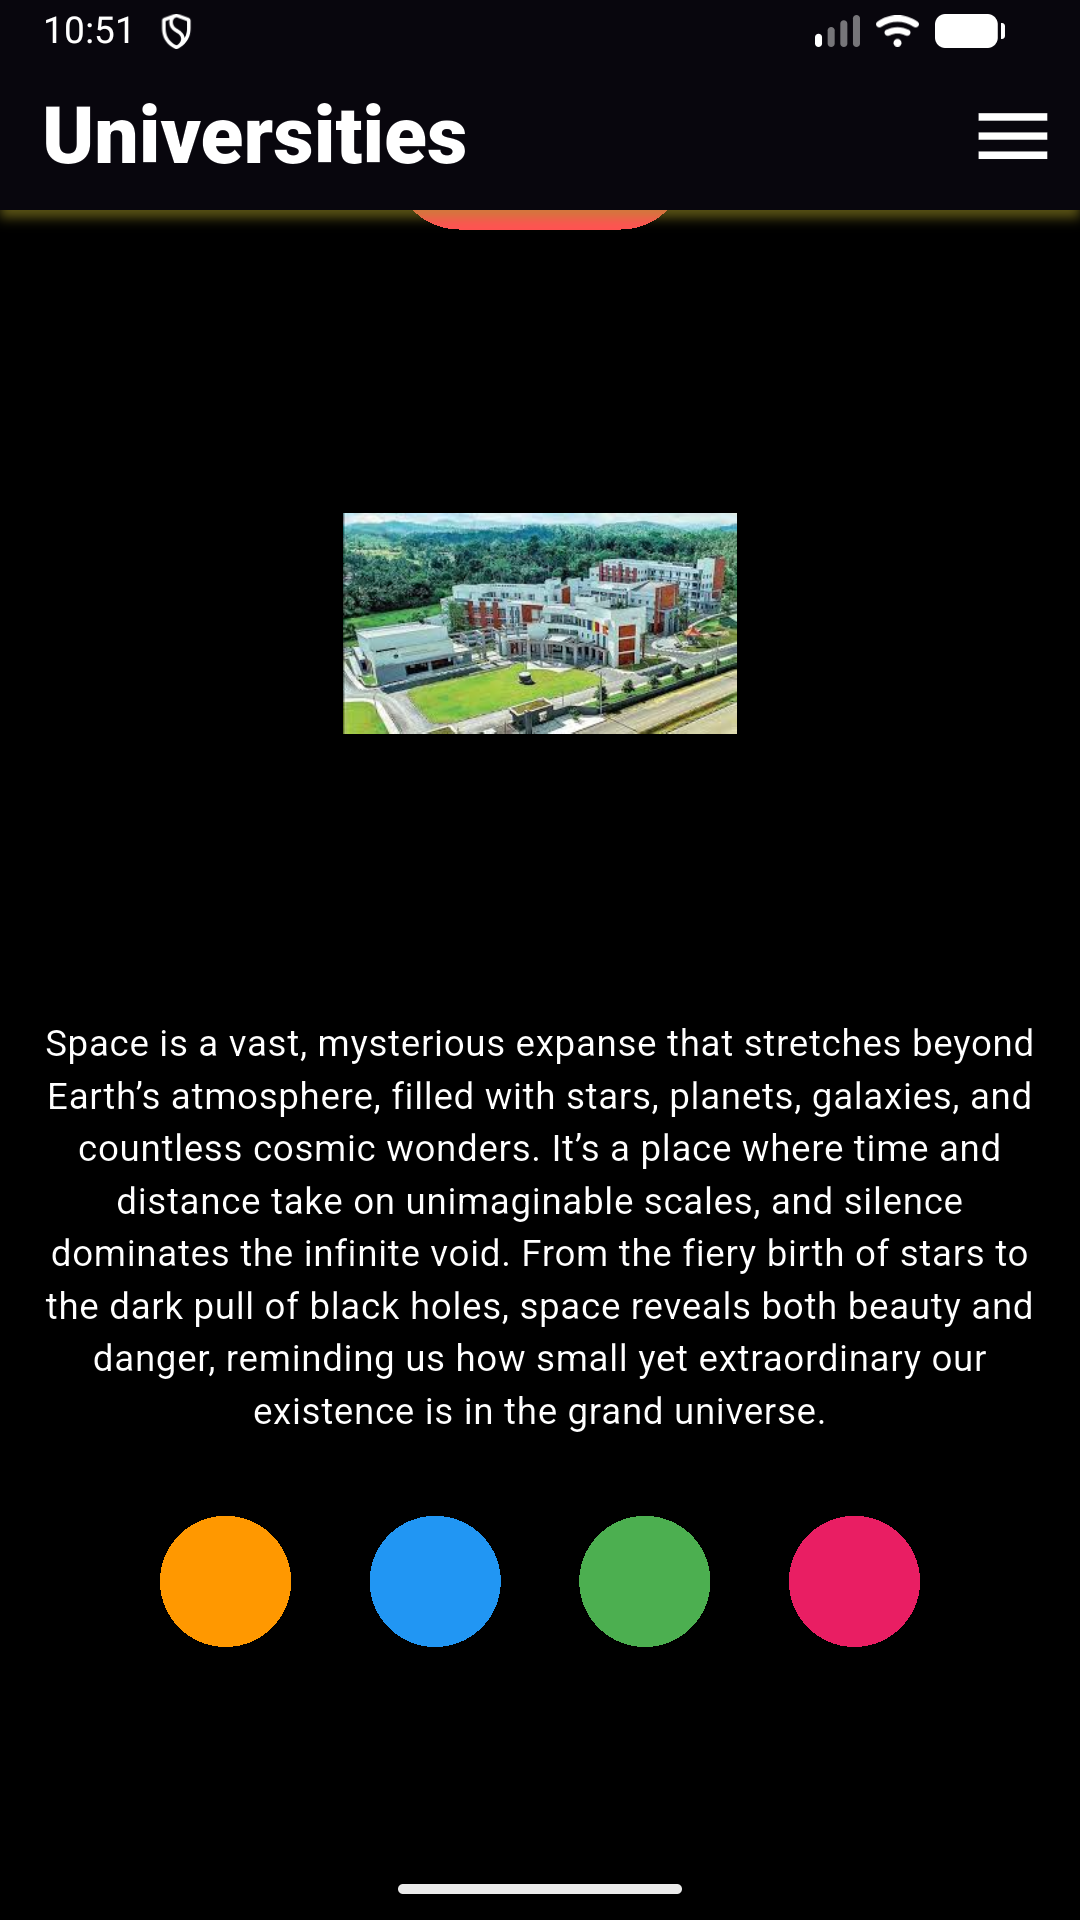 10:51
Universities
Space is a vast, mysterious expanse that stretches beyond
Earth’s atmosphere, filled with stars, planets, galaxies, and
countless cosmic wonders. It’s a place where time and
distance take on unimaginable scales, and silence
dominates the infinite void. From the fiery birth of stars to
the dark pull of black holes, space reveals both beauty and
danger, reminding us how small yet extraordinary our
existence is in the grand universe.